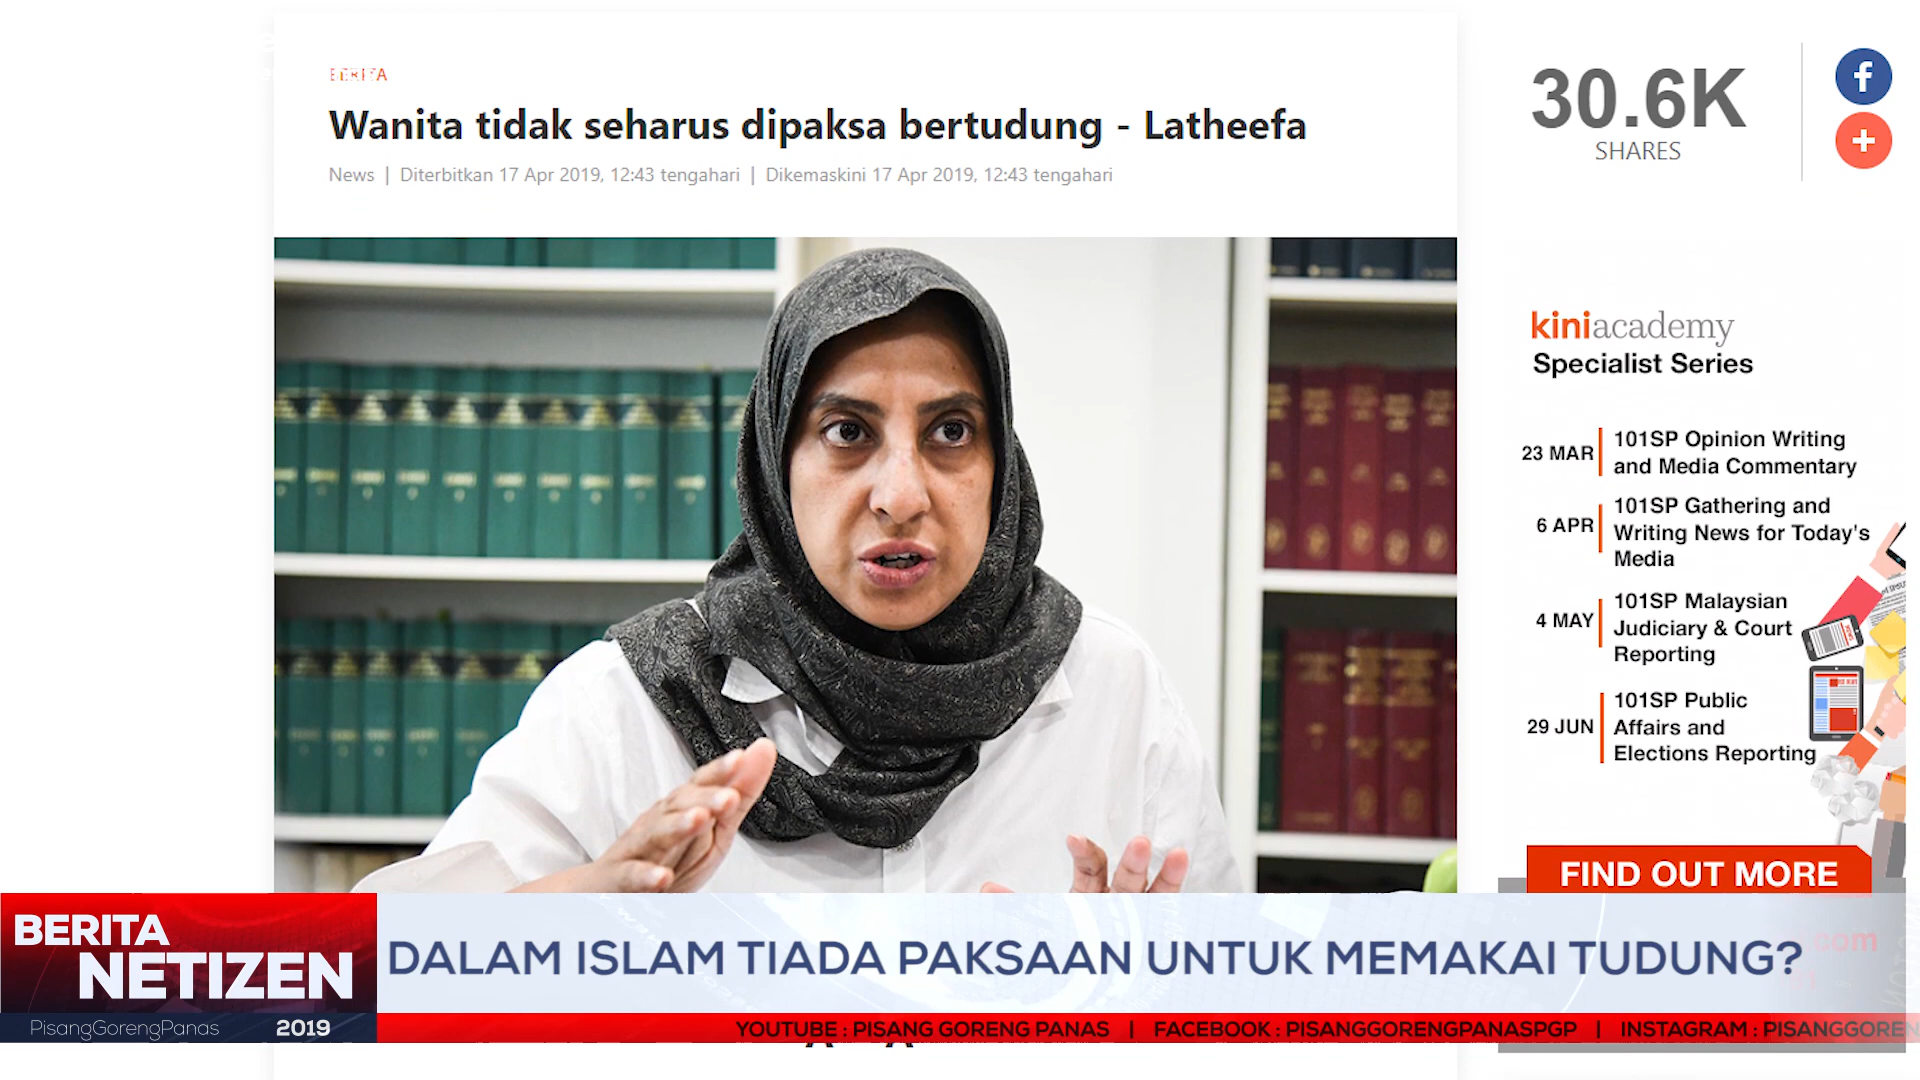 BERITA
Wanita tidak seharus dipaksa bertudung - Latheefa
News | Diterbitkan 17 Apr 2019, 12:43 tengahari | Dikemaskini 17 Apr 2019, 12:43 tengahari
30.6K
SHARES
f
+
kiniacademy
Specialist Series
23 MAR 101SP Opinion Writing
and Media Commentary
6 APR 101SP Gathering and
Writing News for Today's
Media
4 MAY 101SP Malaysian
Judiciary & Court
Reporting
29 JUN 101SP Public
Affairs and
Elections Reporting
FIND OUT MORE
BERITA
NETIZEN
DALAM ISLAM TIADA PAKSAAN UNTUK MEMAKAI TUDUNG?
PisangGorengPanas 2019
YOUTUBE : PISANG GORENG PANAS | FACEBOOK : PISANGGORENGPANASPGP | INSTAGRAM : PISANGGOREN